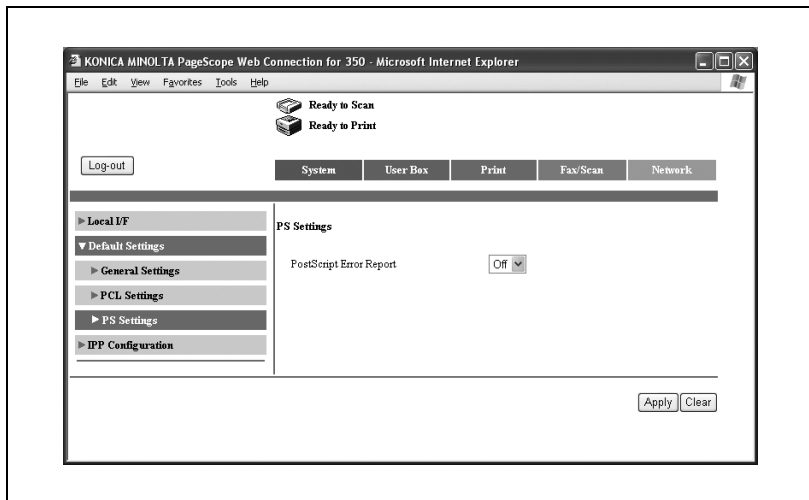 KONICA MINOLTA PageScope Web Connection for 350 - Microsoft Internet Explorer
File Edit View Favorites Tools Help
Ready to Scan
Ready to Print
Log-out
System User Box Print Fax/Scan Network
Local I/F
Default Settings
General Settings
PCL Settings
PS Settings
IPP Configuration
PS Settings
PostScript Error Report Off
Apply Clear